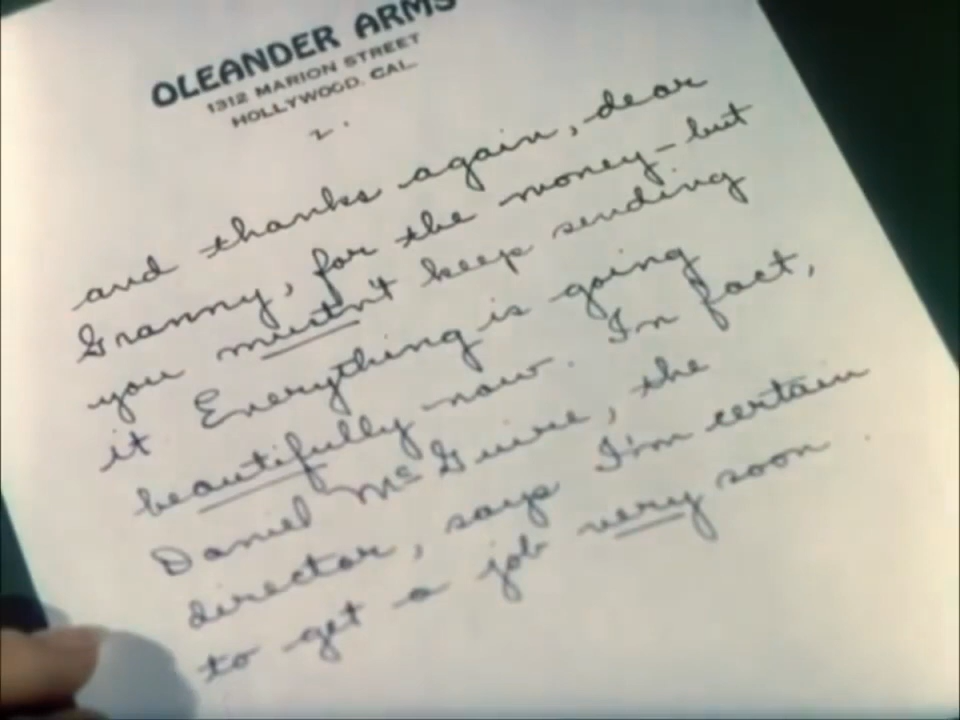 OLEANDER ARMS
1312 MARION STREET
HOLLYWOOD. CAL.
2.
and thanks again, dear
Granny, for the money - but
you mustn't keep sending
it Everything is going
beautifully now. In fact,
Daniel McGuire, the
director, says I'm certain
to get a job very soon.